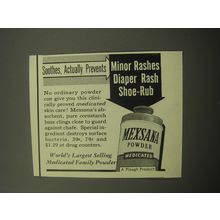 Soothes, Actually Prevents
Minor Rashes
Diaper Rash
Shoe-Rub
No ordinary powder
can give you this clini-
cally proved medicated
skin care! Mexsana's ab-
sorbent, pure cornstarch
base clings close to guard
against chafe. Special in-
gredient destroys surface
bacteria. 39¢, 79¢ and
$1.29 at drug counters.
World's Largest Selling
Medicated Family Powder
MEXSANA
POWDER
MEDICATED
A Plough Product